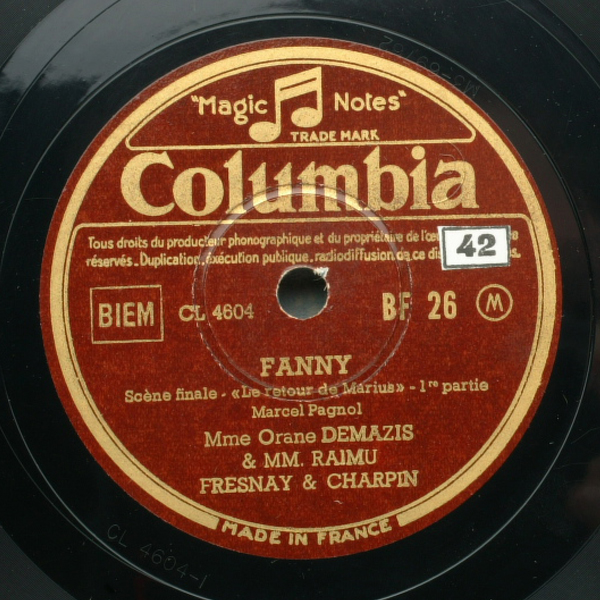 "Magic Notes"
TRADE MARK
Columbia
Tous droits du producteur phonographique et du propriétaire de l'œu
réservés. Duplication, exécution publique, radiodiffusion de ce di
42
BIEM
CL 4604
BF 26
M
FANNY
Scène finale - «Le retour de Marius» - 1re partie
Marcel Pagnol
Mme Orane DEMAZIS
& MM. RAIMU
FRESNAY & CHARPIN
MADE IN FRANCE
CL 4604-1